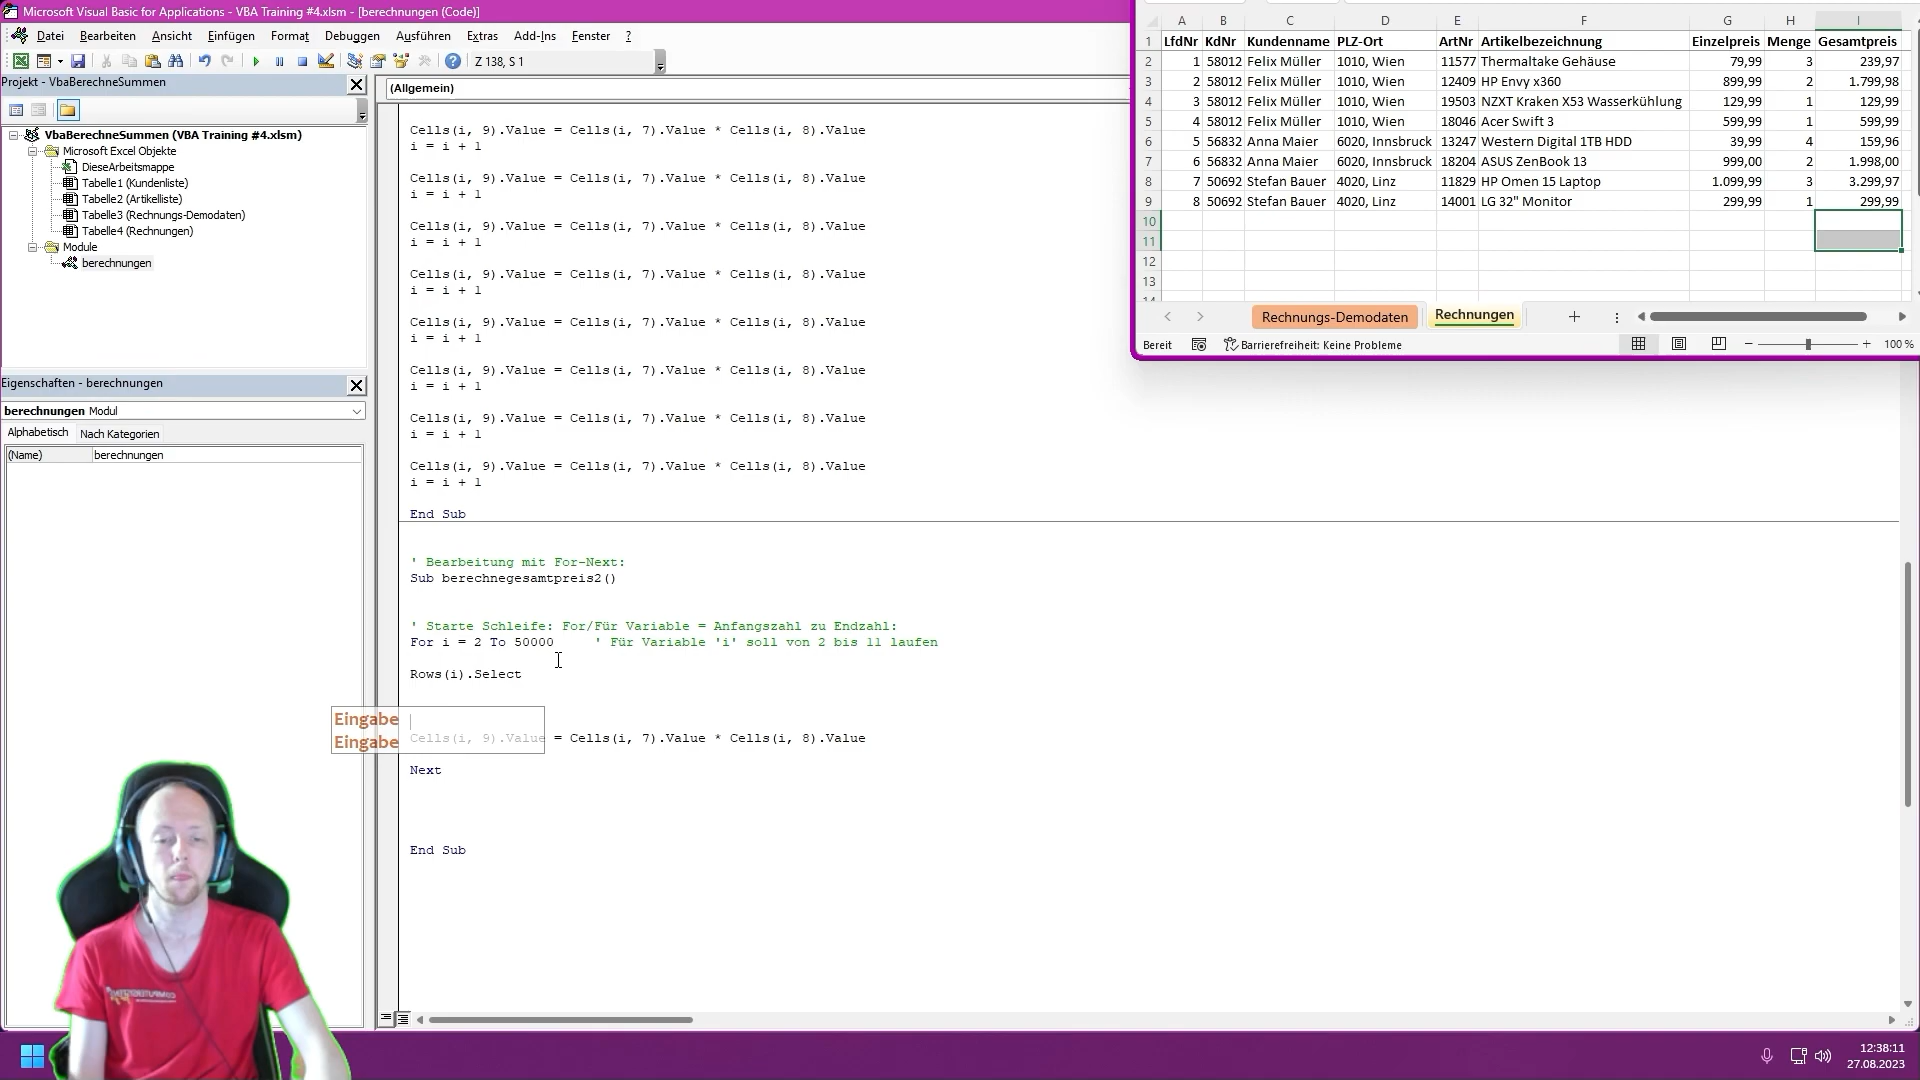 Microsoft Visual Basic for Applications - VBA Training #4.xlsm - [berechnungen (Code)]
Datei Bearbeiten Ansicht Einfügen Format Debuggen Ausführen Extras Add-Ins Fenster ?
Z 138, S 1
Projekt - VbaBerechneSummen
VbaBerechneSummen (VBA Training #4.xlsm)
Microsoft Excel Objekte
DieseArbeitsmappe
Tabelle1 (Kundenliste)
Tabelle2 (Artikelliste)
Tabelle3 (Rechnungs-Demodaten)
Tabelle4 (Rechnungen)
Module
berechnungen
Eigenschaften - berechnungen
berechnungen Modul
Alphabetisch Nach Kategorien
(Name) berechnungen
(Allgemein)
Cells(i, 9).Value = Cells(i, 7).Value * Cells(i, 8).Value
i = i + 1
Cells(i, 9).Value = Cells(i, 7).Value * Cells(i, 8).Value
i = i + 1
Cells(i, 9).Value = Cells(i, 7).Value * Cells(i, 8).Value
i = i + 1
Cells(i, 9).Value = Cells(i, 7).Value * Cells(i, 8).Value
i = i + 1
Cells(i, 9).Value = Cells(i, 7).Value * Cells(i, 8).Value
i = i + 1
Cells(i, 9).Value = Cells(i, 7).Value * Cells(i, 8).Value
i = i + 1
Cells(i, 9).Value = Cells(i, 7).Value * Cells(i, 8).Value
i = i + 1
Cells(i, 9).Value = Cells(i, 7).Value * Cells(i, 8).Value
i = i + 1
End Sub
' Bearbeitung mit For-Next:
Sub berechnegesamtpreis2()
' Starte Schleife: For/Für Variable = Anfangszahl zu Endzahl:
For i = 2 To 50000 ' Für Variable 'i' soll von 2 bis 11 laufen
Rows(i).Select
Eingabe
Eingabe
Cells(i, 9).Value = Cells(i, 7).Value * Cells(i, 8).Value
Next
End Sub
A B C D E F G H I
1 LfdNr KdNr Kundenname PLZ-Ort ArtNr Artikelbezeichnung Einzelpreis Menge Gesamtpreis
2 1 58012 Felix Müller 1010, Wien 11577 Thermaltake Gehäuse 79,99 3 239,97
3 2 58012 Felix Müller 1010, Wien 12409 HP Envy x360 899,99 2 1.799,98
4 3 58012 Felix Müller 1010, Wien 19503 NZXT Kraken X53 Wasserkühlung 129,99 1 129,99
5 4 58012 Felix Müller 1010, Wien 18046 Acer Swift 3 599,99 1 599,99
6 5 56832 Anna Maier 6020, Innsbruck 13247 Western Digital 1TB HDD 39,99 4 159,96
7 6 56832 Anna Maier 6020, Innsbruck 18204 ASUS ZenBook 13 999,00 2 1.998,00
8 7 50692 Stefan Bauer 4020, Linz 11829 HP Omen 15 Laptop 1.099,99 3 3.299,97
9 8 50692 Stefan Bauer 4020, Linz 14001 LG 32" Monitor 299,99 1 299,99
10
11
12
13
Rechnungs-Demodaten Rechnungen
Bereit Barrierefreiheit: Keine Probleme 100 %
12:38:11
27.08.2023